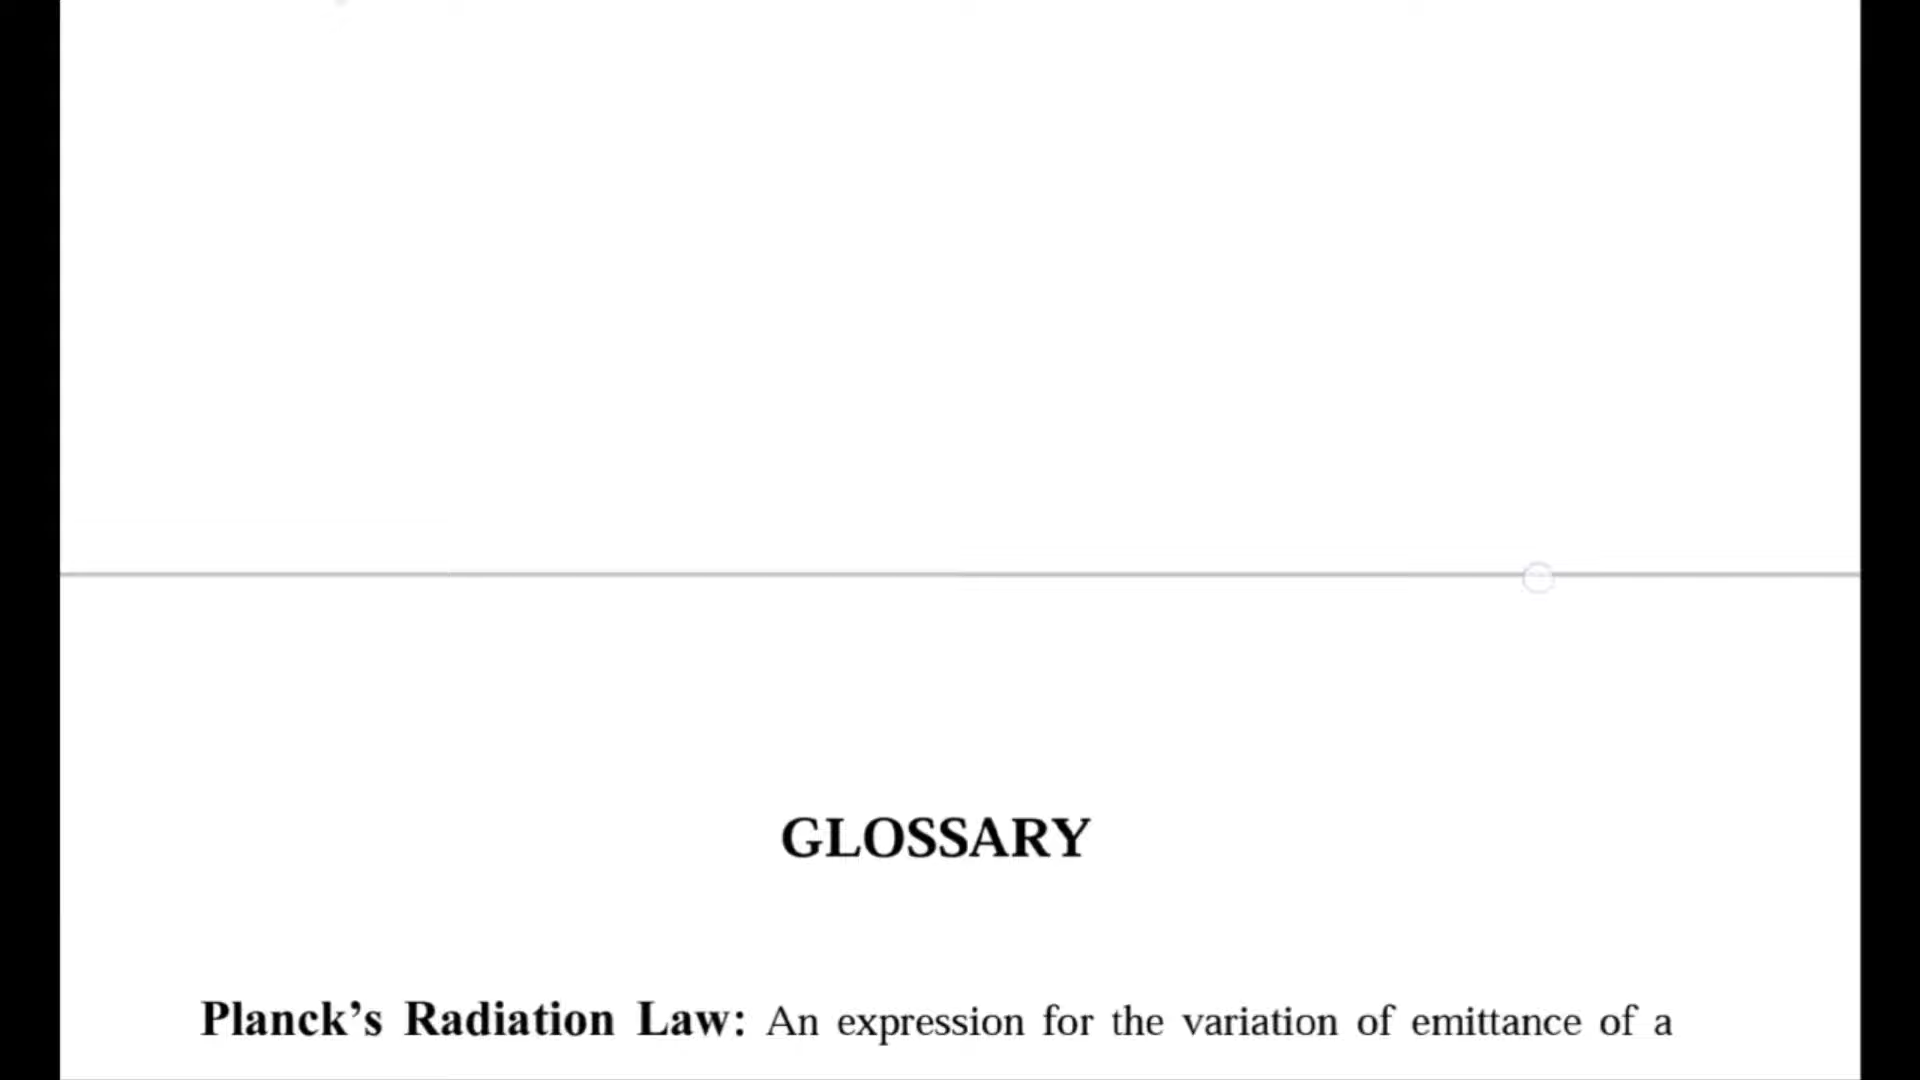 GLOSSARY
Planck’s Radiation Law: An expression for the variation of emittance of a